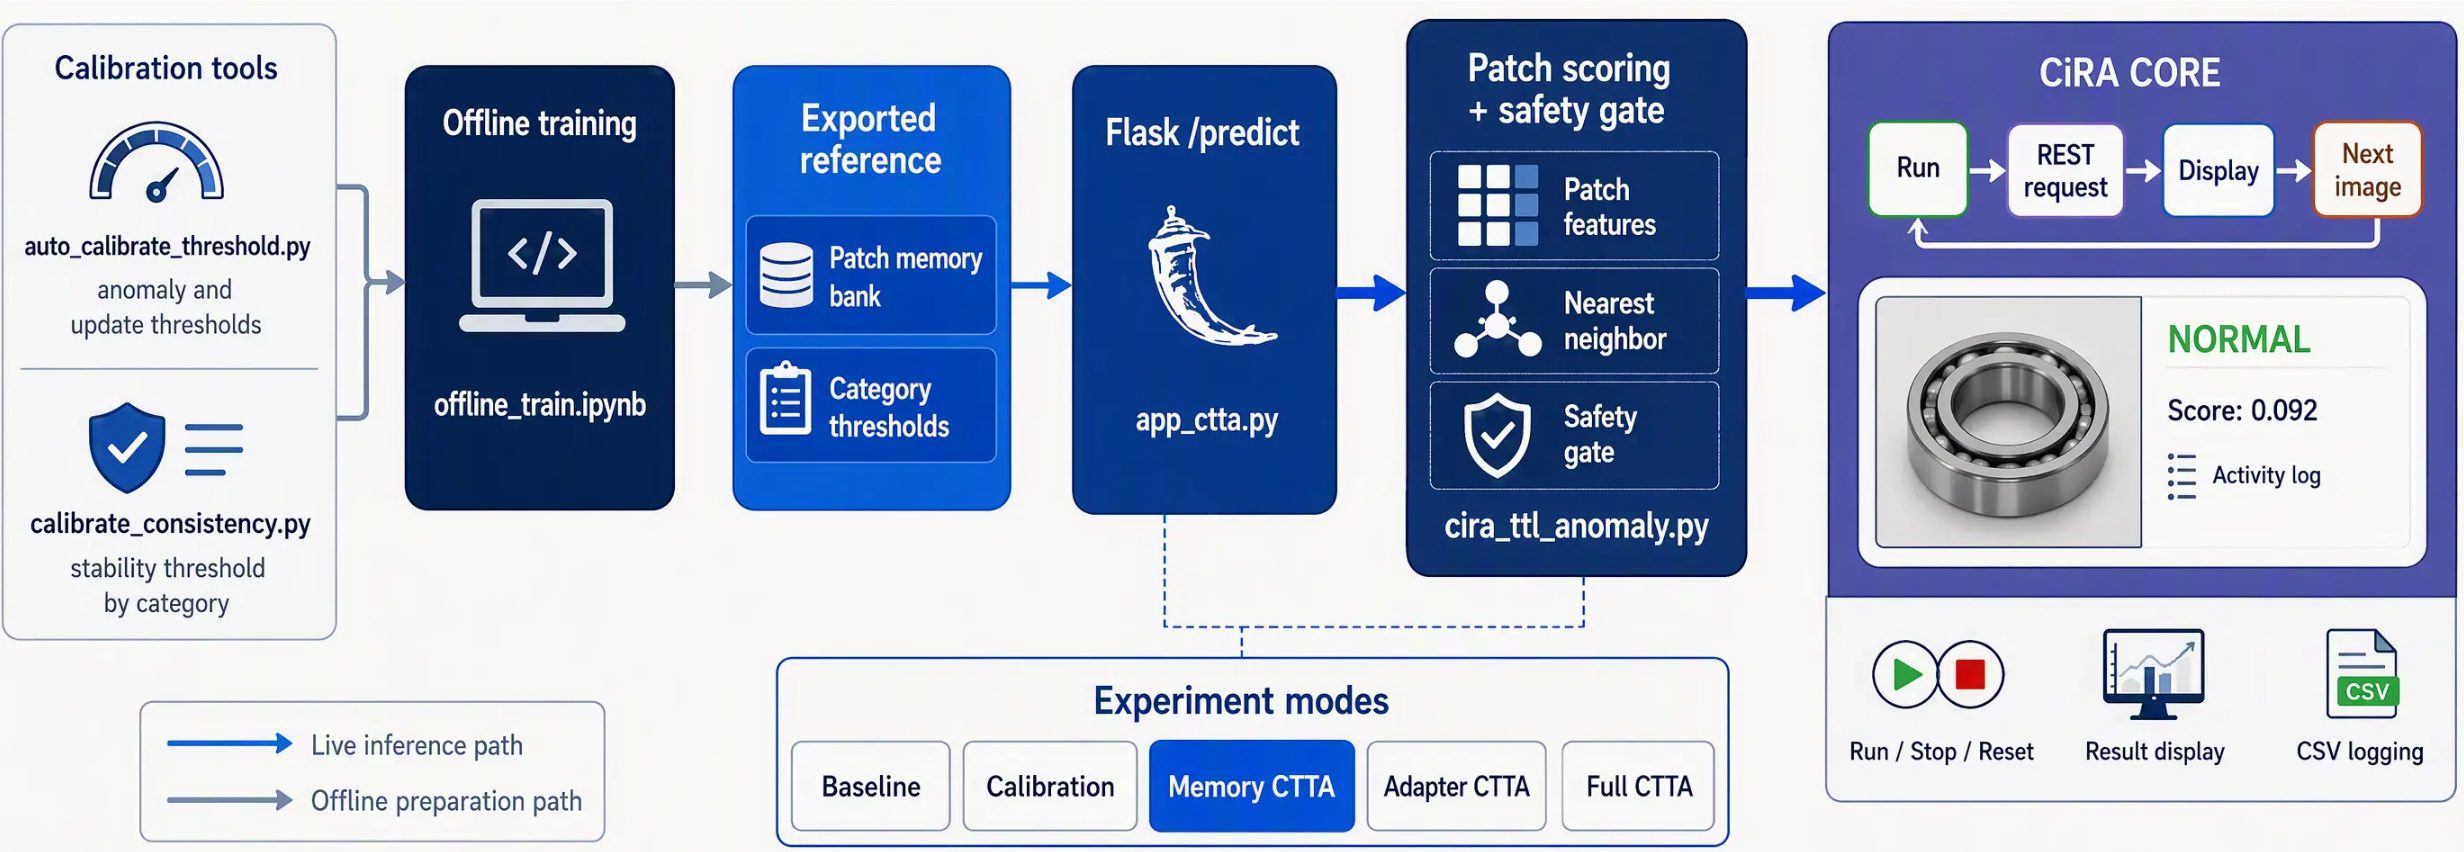 Calibration tools
auto_calibrate_threshold.py
anomaly and
update thresholds
calibrate_consistency.py
stability threshold
by category
Offline training
</>
offline_train.ipynb
Exported
reference
Patch memory
bank
Category
thresholds
Flask /predict
app_ctta.py
Patch scoring
+ safety gate
Patch
features
Nearest
neighbor
Safety
gate
cira_ttl_anomaly.py
CiRA CORE
Run
REST
request
Display
Next
image
NORMAL
Score: 0.092
Activity log
Run / Stop / Reset
Result display
CSV
CSV logging
Live inference path
Offline preparation path
Experiment modes
Baseline
Calibration
Memory CTTA
Adapter CTTA
Full CTTA